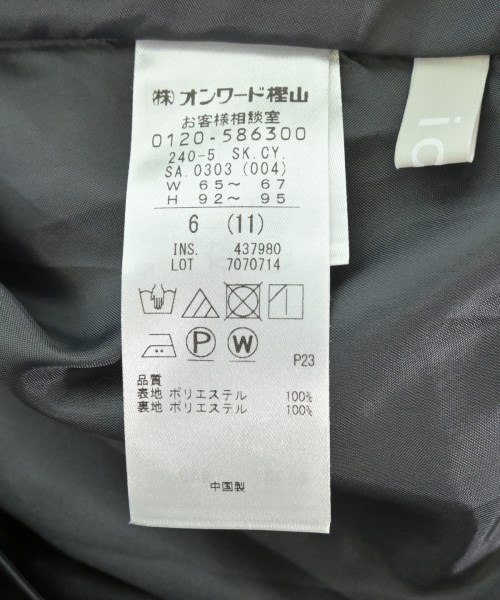 (株)オンワード樫山
お客様相談室
0120-586300
240-5 SK.CY.
SA.0303 (004)
W 65～ 67
H 92～ 95
6 (11)
INS. 437980
LOT 7070714
P W
P23
品質
表地 ポリエステル 100%
裏地 ポリエステル 100%
中国製
ic